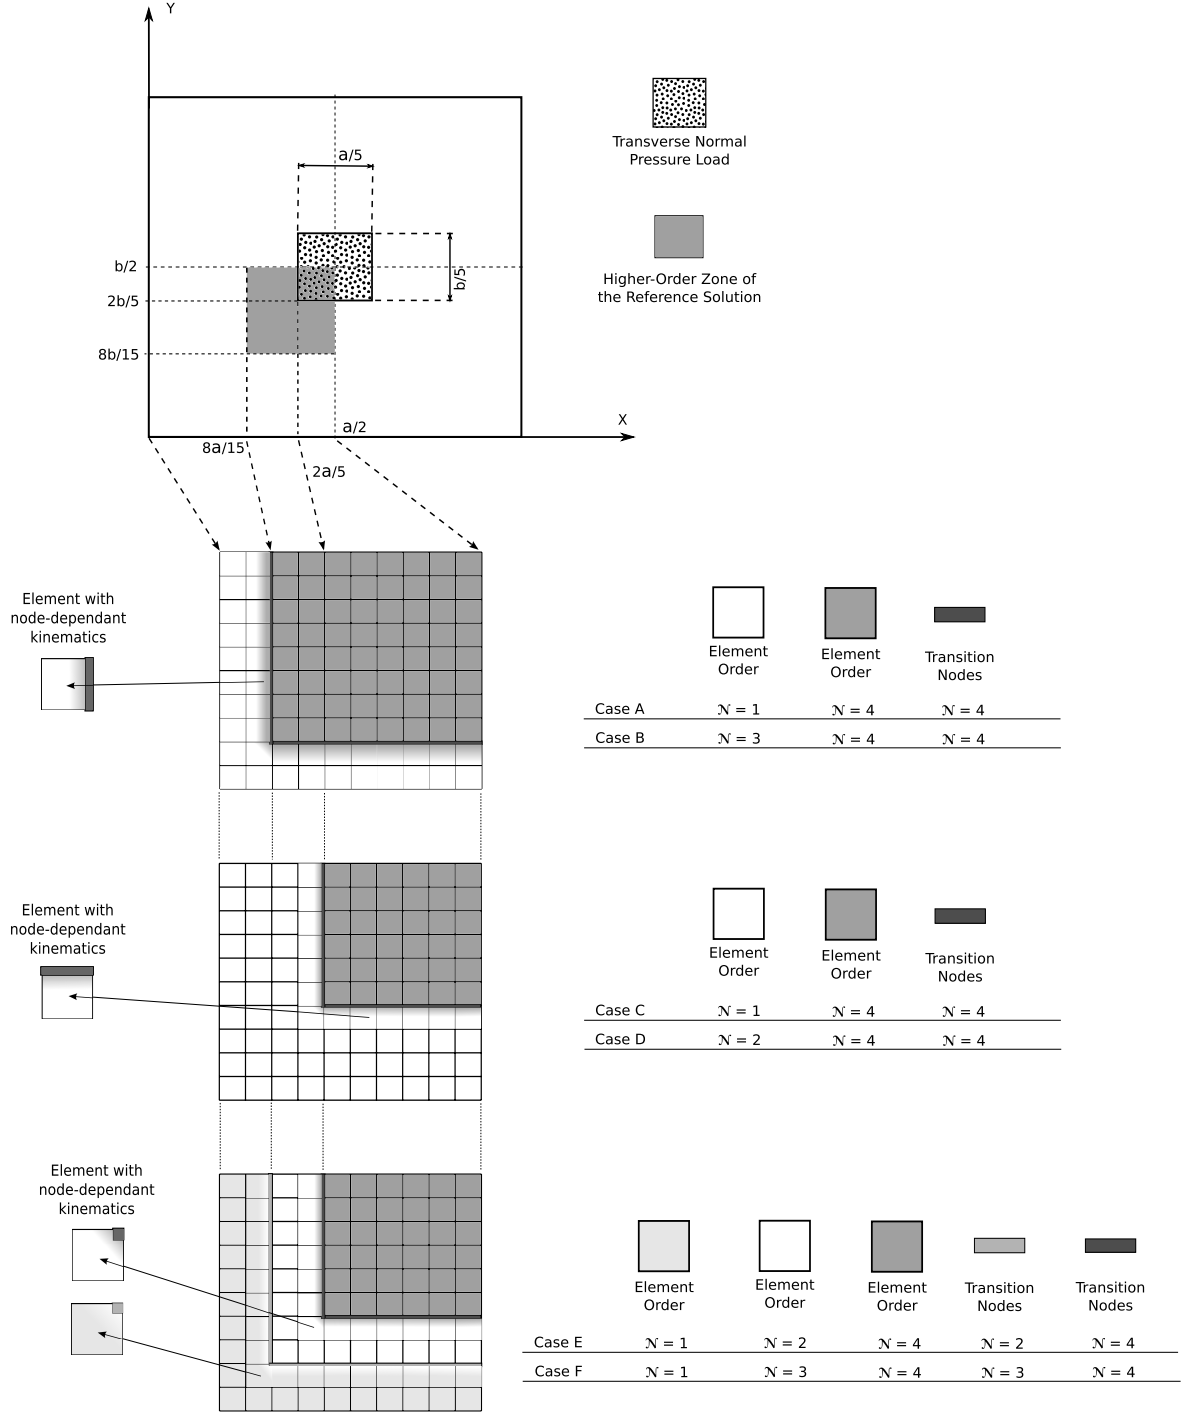 Y
a/5
Transverse Normal
Pressure Load
b/2
b/5
2b/5
Higher-Order Zone of
the Reference Solution
8b/15
X
a/2
8a/15
2a/5
Element with
node-dependant
kinematics
Element
Order
Element
Order
Transition
Nodes
Case A N = 1 N = 4 N = 4
Case B N = 3 N = 4 N = 4
Element with
node-dependant
kinematics
Element
Order
Element
Order
Transition
Nodes
Case C N = 1 N = 4 N = 4
Case D N = 2 N = 4 N = 4
Element with
node-dependant
kinematics
Element
Order
Element
Order
Element
Order
Transition
Nodes
Transition
Nodes
Case E N = 1 N = 2 N = 4 N = 2 N = 4
Case F N = 1 N = 3 N = 4 N = 3 N = 4